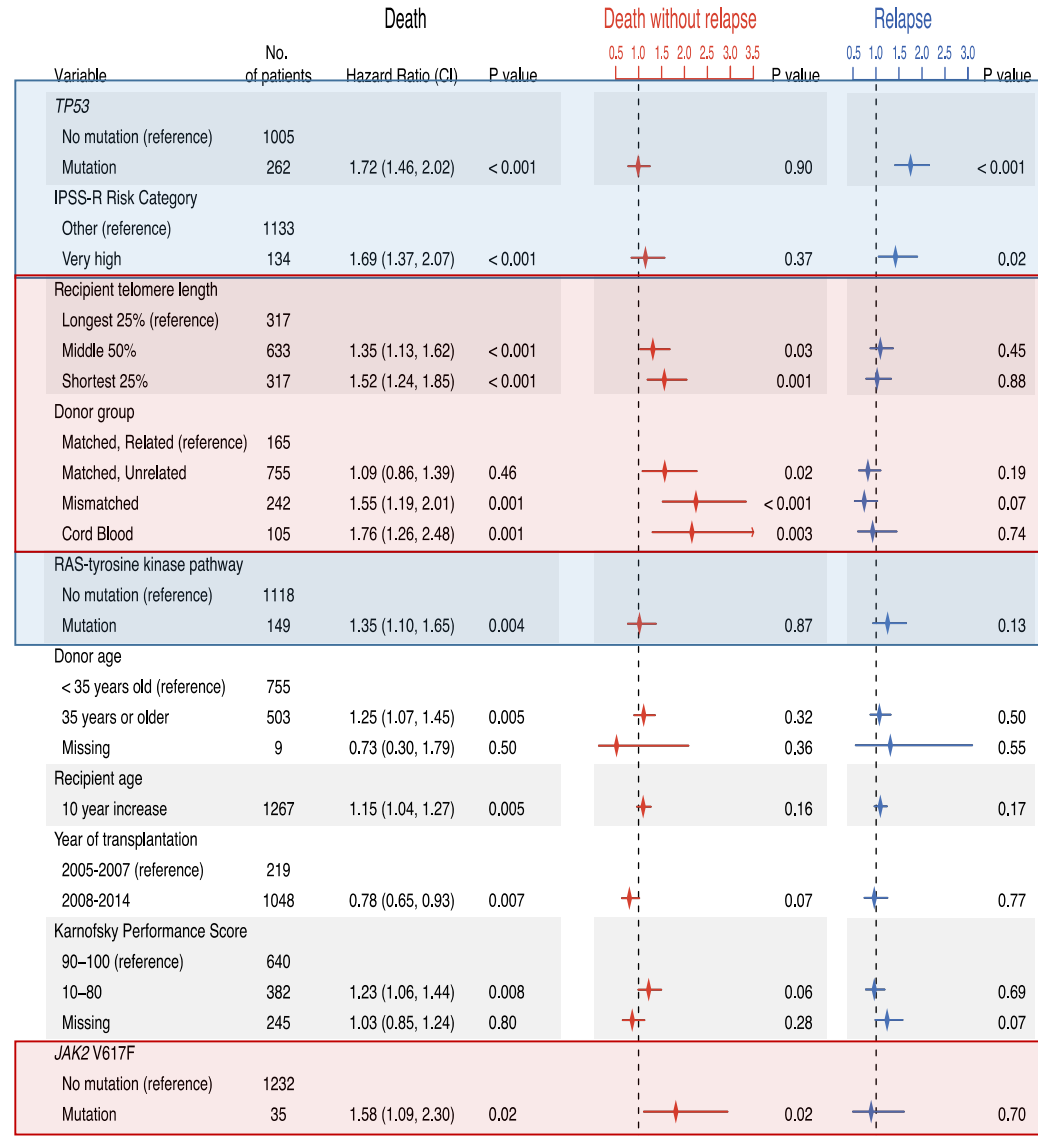 Death Death without relapse Relapse
0.5 1.0 1.5 2.0 2.5 3.0 3.5 0.5 1.0 1.5 2.0 2.5 3.0
No.
Variable of patients Hazard Ratio (CI) P value P value P value
TP53
No mutation (reference) 1005
Mutation 262 1.72 (1.46, 2.02) < 0.001 0.90 < 0.001
IPSS-R Risk Category
Other (reference) 1133
Very high 134 1.69 (1.37, 2.07) < 0.001 0.37 0.02
Recipient telomere length
Longest 25% (reference) 317
Middle 50% 633 1.35 (1.13, 1.62) < 0.001 0.03 0.45
Shortest 25% 317 1.52 (1.24, 1.85) < 0.001 0.001 0.88
Donor group
Matched, Related (reference) 165
Matched, Unrelated 755 1.09 (0.86, 1.39) 0.46 0.02 0.19
Mismatched 242 1.55 (1.19, 2.01) 0.001 < 0.001 0.07
Cord Blood 105 1.76 (1.26, 2.48) 0.001 0.003 0.74
RAS-tyrosine kinase pathway
No mutation (reference) 1118
Mutation 149 1.35 (1.10, 1.65) 0.004 0.87 0.13
Donor age
< 35 years old (reference) 755
35 years or older 503 1.25 (1.07, 1.45) 0.005 0.32 0.50
Missing 9 0.73 (0.30, 1.79) 0.50 0.36 0.55
Recipient age
10 year increase 1267 1.15 (1.04, 1.27) 0.005 0.16 0.17
Year of transplantation
2005-2007 (reference) 219
2008-2014 1048 0.78 (0.65, 0.93) 0.007 0.07 0.77
Karnofsky Performance Score
90–100 (reference) 640
10–80 382 1.23 (1.06, 1.44) 0.008 0.06 0.69
Missing 245 1.03 (0.85, 1.24) 0.80 0.28 0.07
JAK2 V617F
No mutation (reference) 1232
Mutation 35 1.58 (1.09, 2.30) 0.02 0.02 0.70